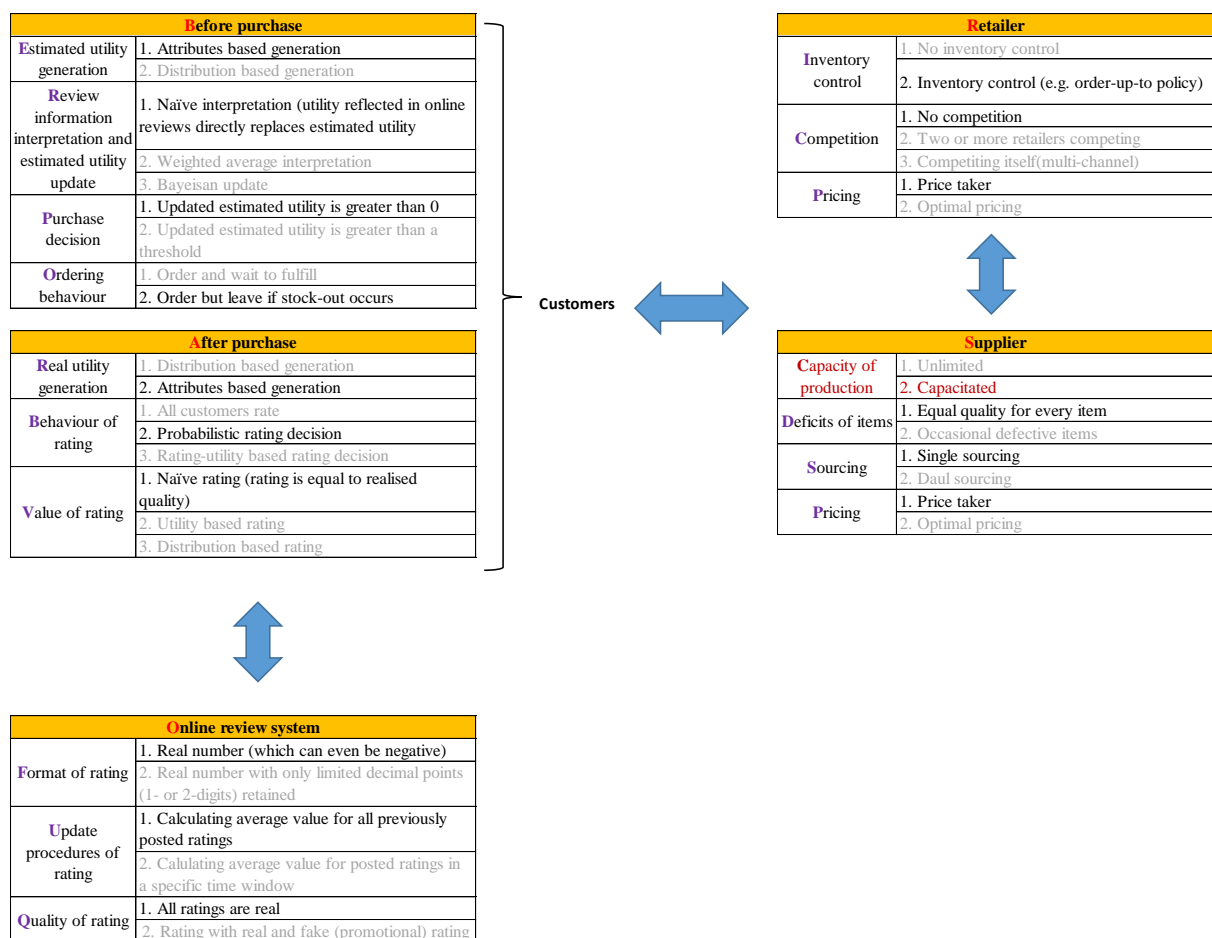 Before purchase
Estimated utility
generation
1. Attributes based generation
2. Distribution based generation
Review
information
interpretation and
estimated utility
update
1. Naïve interpretation (utility reflected in online
reviews directly replaces estimated utility
2. Weighted average interpretation
3. Bayeisan update
Purchase
decision
1. Updated estimated utility is greater than 0
2. Updated estimated utility is greater than a
threshold
Ordering
behaviour
1. Order and wait to fulfill
2. Order but leave if stock-out occurs
After purchase
Real utility
generation
1. Distribution based generation
2. Attributes based generation
Behaviour of
rating
1. All customers rate
2. Probabilistic rating decision
3. Rating-utility based rating decision
Value of rating
1. Naïve rating (rating is equal to realised
quality)
2. Utility based rating
3. Distribution based rating
Customers
Retailer
Inventory
control
1. No inventory control
2. Inventory control (e.g. order-up-to policy)
Competition
1. No competition
2. Two or more retailers competing
3. Competiting itself(multi-channel)
Pricing
1. Price taker
2. Optimal pricing
Supplier
Capacity of
production
1. Unlimited
2. Capacitated
Deficits of items
1. Equal quality for every item
2. Occasional defective items
Sourcing
1. Single sourcing
2. Daul sourcing
Pricing
1. Price taker
2. Optimal pricing
Online review system
Format of rating
1. Real number (which can even be negative)
2. Real number with only limited decimal points
(1- or 2-digits) retained
Update
procedures of
rating
1. Calculating average value for all previously
posted ratings
2. Calulating average value for posted ratings in
a specific time window
Quality of rating
1. All ratings are real
2. Rating with real and fake (promotional) rating